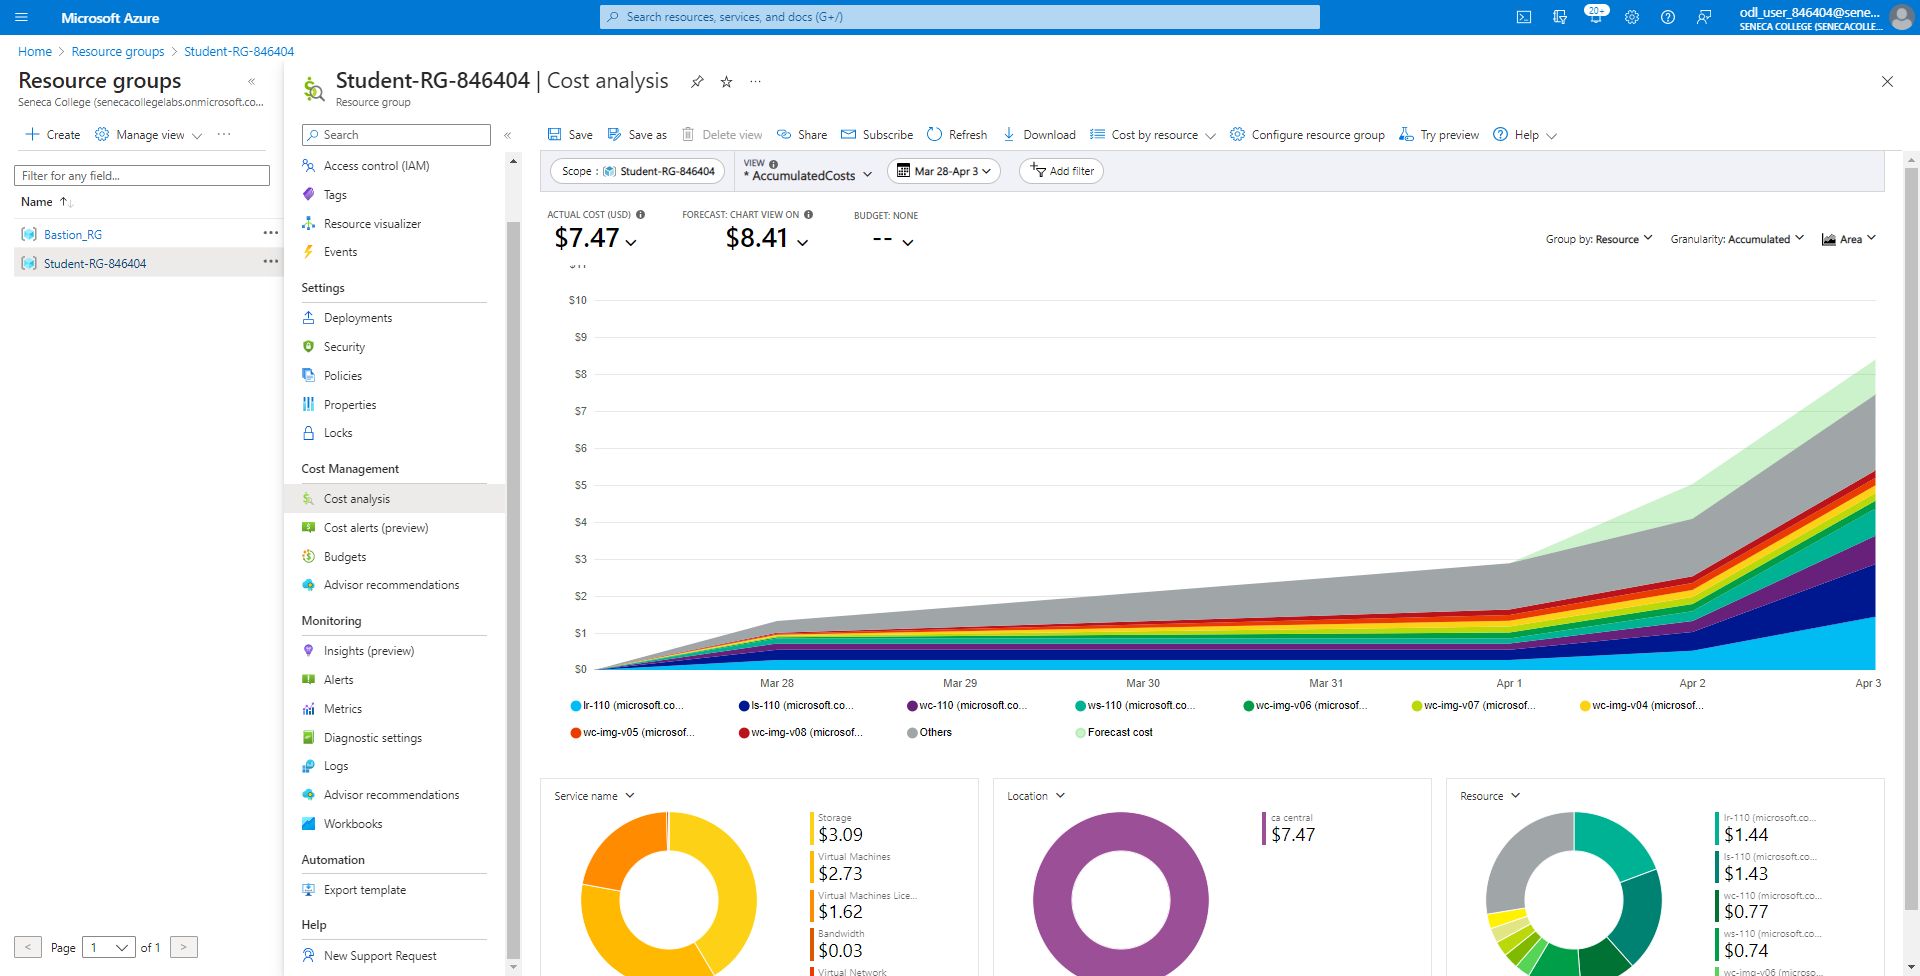 Microsoft Azure
Search resources, services, and docs (G+/)
20+
odl_user_846404@sene...
SENECA COLLEGE (SENECACOLLE...
Home > Resource groups > Student-RG-846404
Resource groups
«
Seneca College (senecacollegelabs.onmicrosoft.co...
Create
Manage view
...
Filter for any field...
Name ↑↓
Bastion_RG
...
Student-RG-846404
...
< Page 1 of 1 >
Student-RG-846404 | Cost analysis
...
Resource group
Search
«
Access control (IAM)
Tags
Resource visualizer
Events
Settings
Deployments
Security
Policies
Properties
Locks
Cost Management
Cost analysis
Cost alerts (preview)
Budgets
Advisor recommendations
Monitoring
Insights (preview)
Alerts
Metrics
Diagnostic settings
Logs
Advisor recommendations
Workbooks
Automation
Export template
Help
New Support Request
Save
Save as
Delete view
Share
Subscribe
Refresh
Download
Cost by resource
Configure resource group
Try preview
Help
Scope : Student-RG-846404
VIEW
* AccumulatedCosts
Mar 28-Apr 3
Add filter
ACTUAL COST (USD)
$7.47
FORECAST: CHART VIEW ON
$8.41
BUDGET: NONE
--
Group by: Resource
Granularity: Accumulated
Area
$10
$9
$8
$7
$6
$5
$4
$3
$2
$1
$0
Mar 28
Mar 29
Mar 30
Mar 31
Apr 1
Apr 2
Apr 3
lr-110 (microsoft.co...
ls-110 (microsoft.co...
wc-110 (microsoft.co...
ws-110 (microsoft.co...
wc-img-v06 (microsof...
wc-img-v07 (microsof...
wc-img-v04 (microsof...
wc-img-v05 (microsof...
wc-img-v08 (microsof...
Others
Forecast cost
Service name
Storage
$3.09
Virtual Machines
$2.73
Virtual Machines Lice...
$1.62
Bandwidth
$0.03
Virtual Network
Location
ca central
$7.47
Resource
lr-110 (microsoft.co...
$1.44
ls-110 (microsoft.co...
$1.43
wc-110 (microsoft.co...
$0.77
ws-110 (microsoft.co...
$0.74
wc-img-v06 (microso...